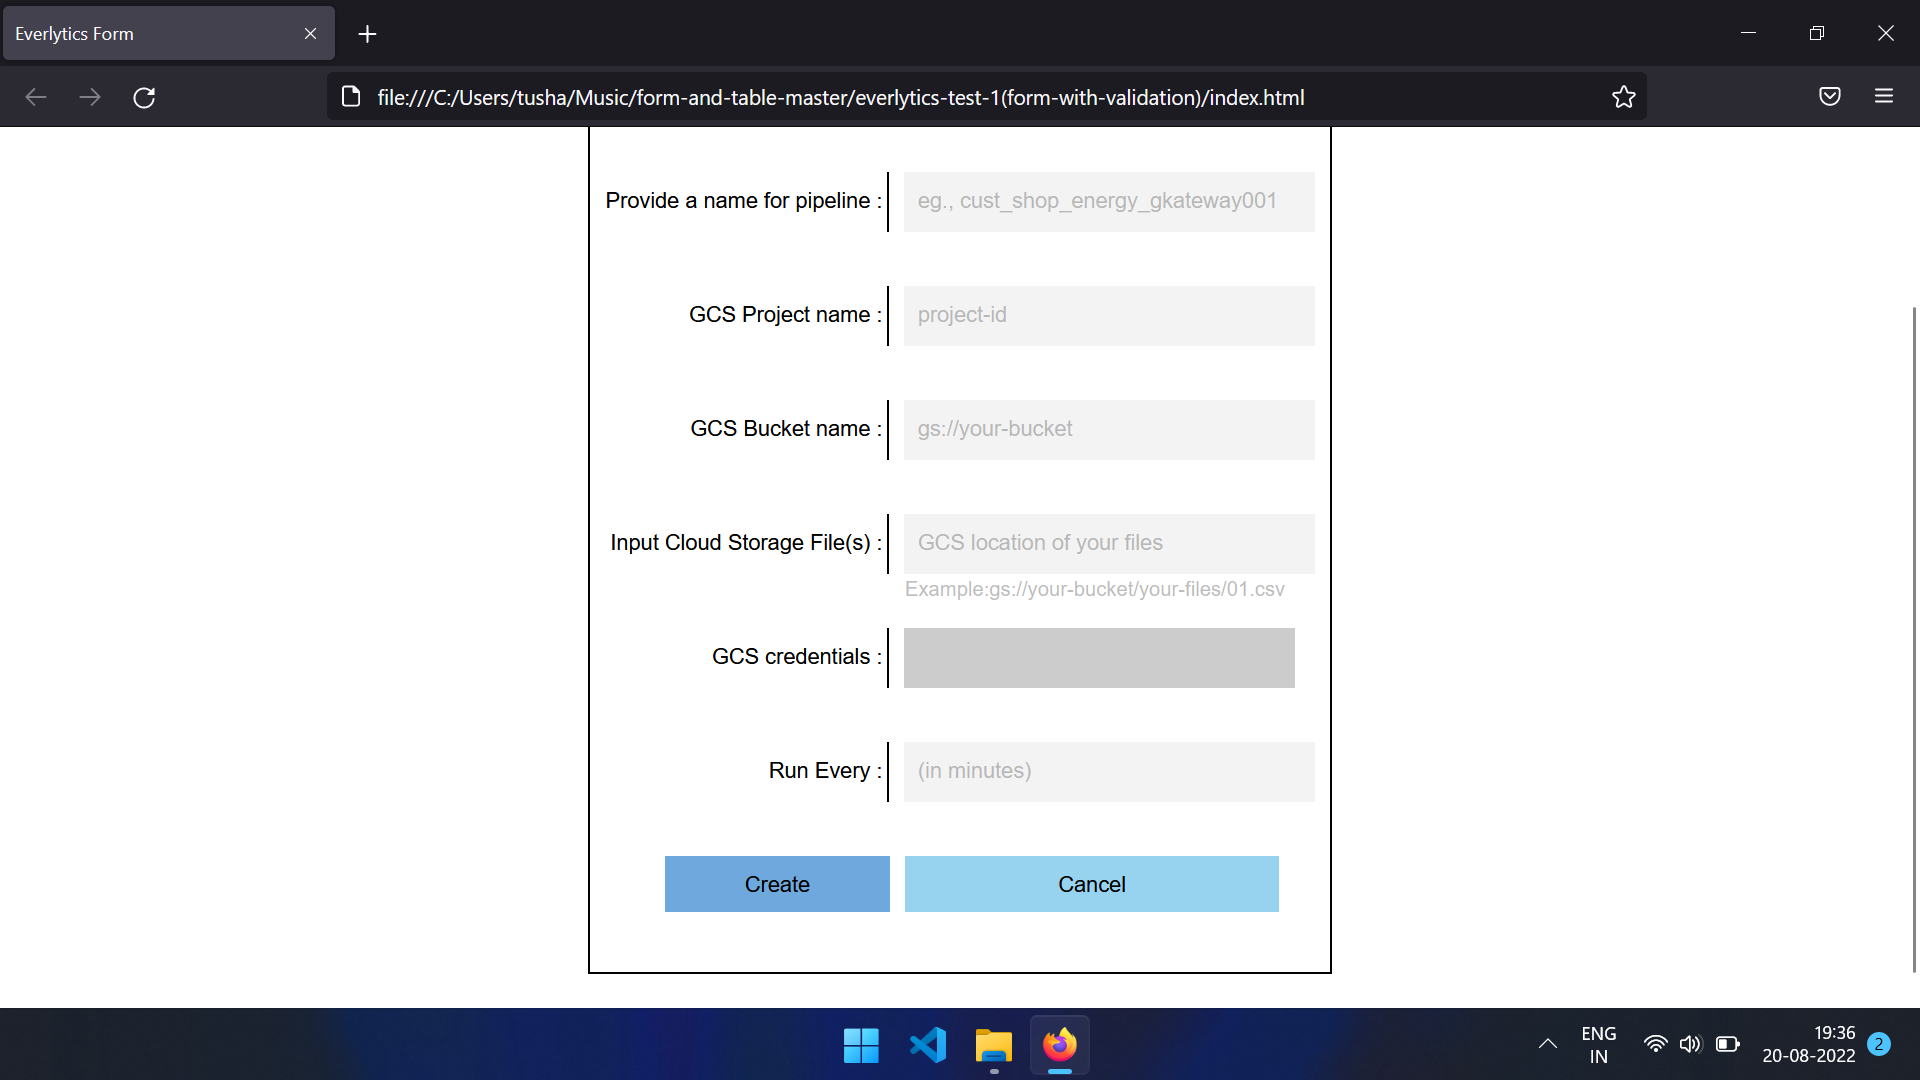 Everlytics Form
file:///C:/Users/tusha/Music/form-and-table-master/everlytics-test-1(form-with-validation)/index.html
Provide a name for pipeline :
eg., cust_shop_energy_gkateway001
GCS Project name :
project-id
GCS Bucket name :
gs://your-bucket
Input Cloud Storage File(s) :
GCS location of your files
Example:gs://your-bucket/your-files/01.csv
GCS credentials :
Run Every :
(in minutes)
Create
Cancel
ENG
IN
19:36
20-08-2022
2